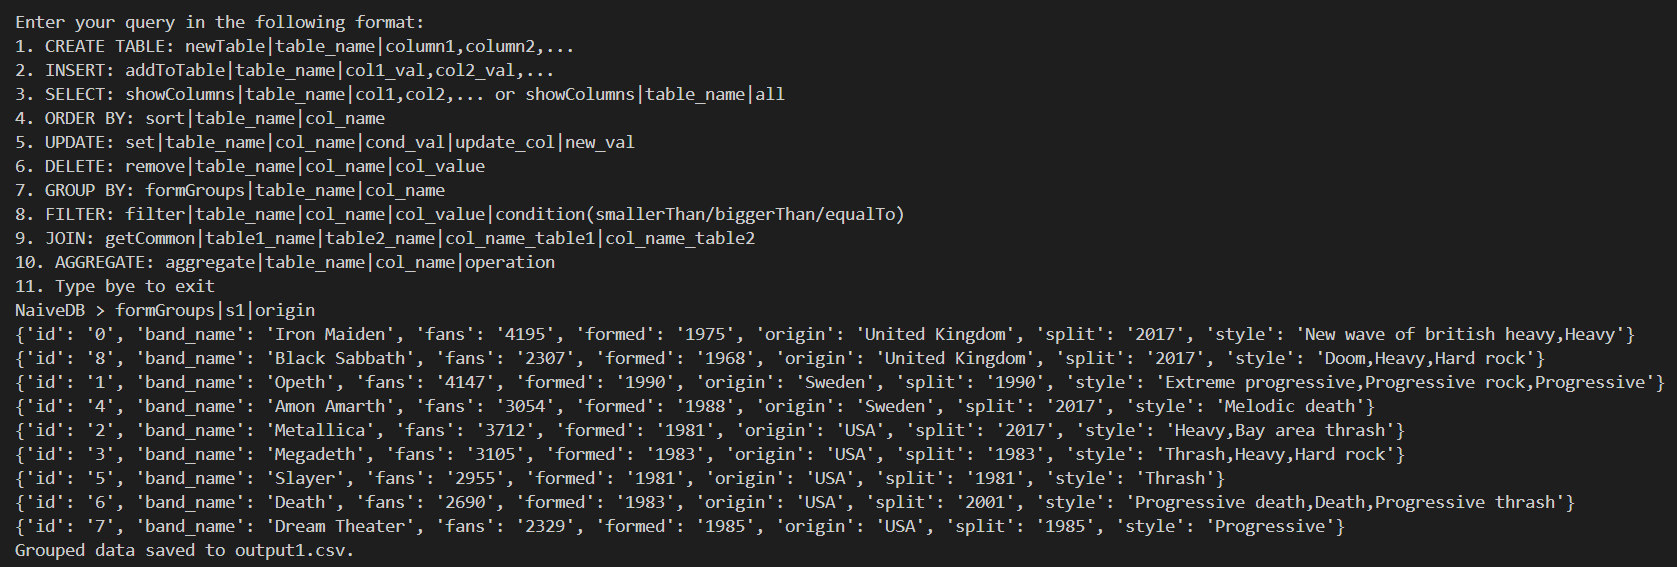 Enter your query in the following format:
1. CREATE TABLE: newTable|table_name|column1,column2,...
2. INSERT: addToTable|table_name|col1_val,col2_val,...
3. SELECT: showColumns|table_name|col1,col2,... or showColumns|table_name|all
4. ORDER BY: sort|table_name|col_name
5. UPDATE: set|table_name|col_name|cond_val|update_col|new_val
6. DELETE: remove|table_name|col_name|col_value
7. GROUP BY: formGroups|table_name|col_name
8. FILTER: filter|table_name|col_name|col_value|condition(smallerThan/biggerThan/equalTo)
9. JOIN: getCommon|table1_name|table2_name|col_name_table1|col_name_table2
10. AGGREGATE: aggregate|table_name|col_name|operation
11. Type bye to exit
NaiveDB > formGroups|s1|origin
{'id': '0', 'band_name': 'Iron Maiden', 'fans': '4195', 'formed': '1975', 'origin': 'United Kingdom', 'split': '2017', 'style': 'New wave of british heavy,Heavy'}
{'id': '8', 'band_name': 'Black Sabbath', 'fans': '2307', 'formed': '1968', 'origin': 'United Kingdom', 'split': '2017', 'style': 'Doom,Heavy,Hard rock'}
{'id': '1', 'band_name': 'Opeth', 'fans': '4147', 'formed': '1990', 'origin': 'Sweden', 'split': '1990', 'style': 'Extreme progressive,Progressive rock,Progressive'}
{'id': '4', 'band_name': 'Amon Amarth', 'fans': '3054', 'formed': '1988', 'origin': 'Sweden', 'split': '2017', 'style': 'Melodic death'}
{'id': '2', 'band_name': 'Metallica', 'fans': '3712', 'formed': '1981', 'origin': 'USA', 'split': '2017', 'style': 'Heavy,Bay area thrash'}
{'id': '3', 'band_name': 'Megadeth', 'fans': '3105', 'formed': '1983', 'origin': 'USA', 'split': '1983', 'style': 'Thrash,Heavy,Hard rock'}
{'id': '5', 'band_name': 'Slayer', 'fans': '2955', 'formed': '1981', 'origin': 'USA', 'split': '1981', 'style': 'Thrash'}
{'id': '6', 'band_name': 'Death', 'fans': '2690', 'formed': '1983', 'origin': 'USA', 'split': '2001', 'style': 'Progressive death,Death,Progressive thrash'}
{'id': '7', 'band_name': 'Dream Theater', 'fans': '2329', 'formed': '1985', 'origin': 'USA', 'split': '1985', 'style': 'Progressive'}
Grouped data saved to output1.csv.